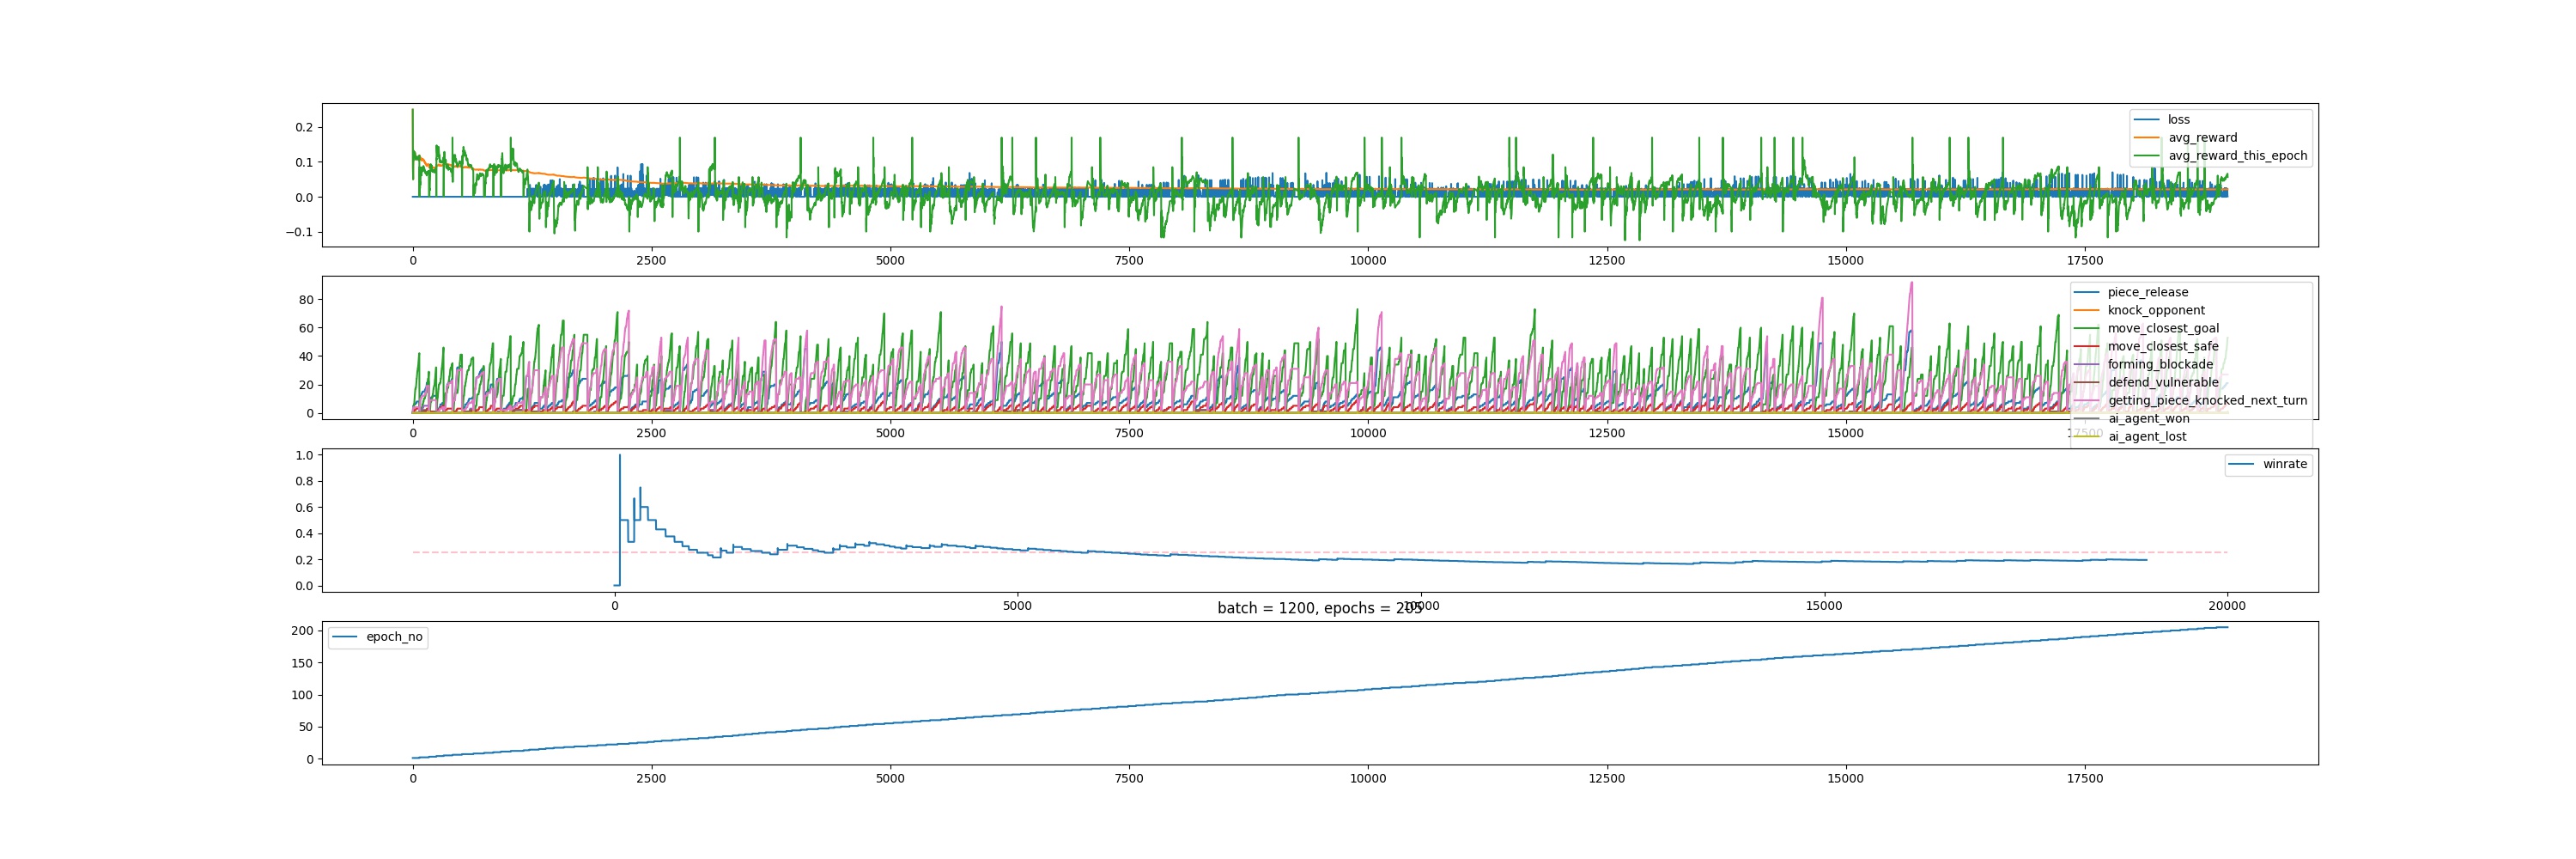 0.2
0.1
0.0
−0.1
loss
avg_reward
avg_reward_this_epoch
0 2500 5000 7500 10000 12500 15000 17500
80
60
40
20
0
piece_release
knock_opponent
move_closest_goal
move_closest_safe
forming_blockade
defend_vulnerable
getting_piece_knocked_next_turn
ai_agent_won
ai_agent_lost
0 2500 5000 7500 10000 12500 15000 17500
1.0
0.8
0.6
0.4
0.2
0.0
winrate
0 5000 10000 15000 20000
batch = 1200, epochs = 205
200
150
100
50
0
epoch_no
0 2500 5000 7500 10000 12500 15000 17500